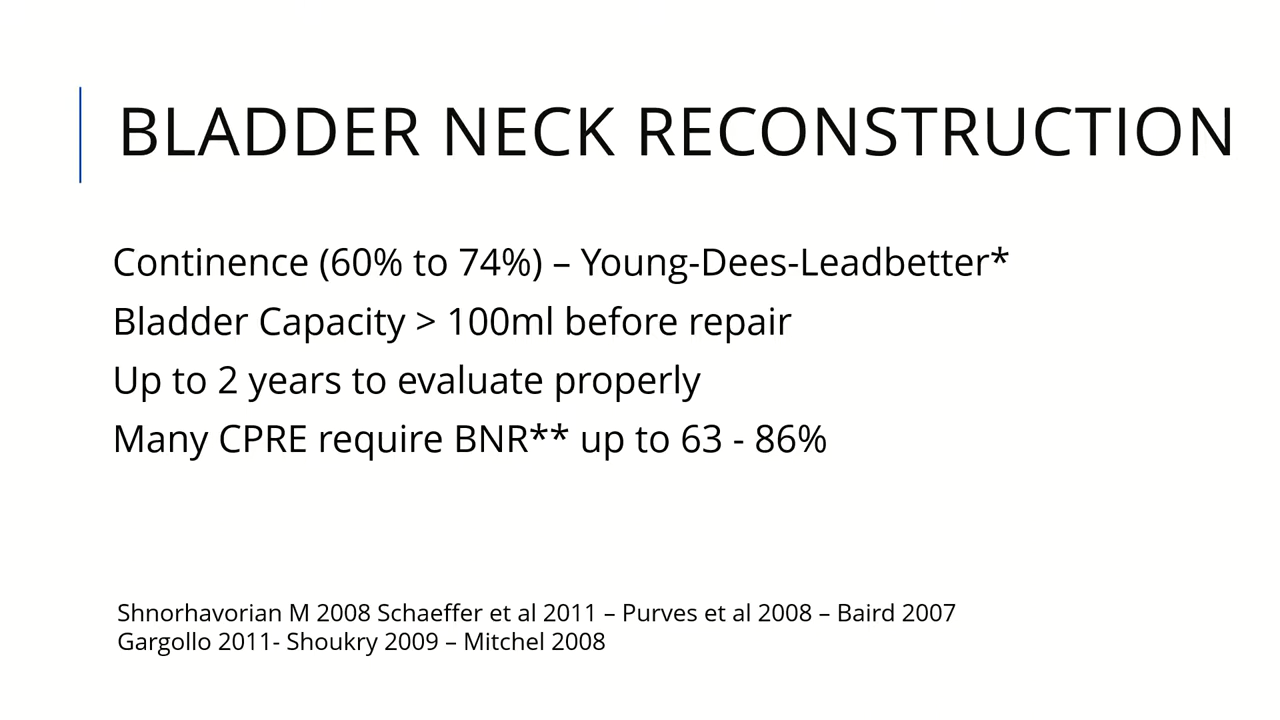 BLADDER NECK RECONSTRUCTION
Continence (60% to 74%) – Young-Dees-Leadbetter*
Bladder Capacity > 100ml before repair
Up to 2 years to evaluate properly
Many CPRE require BNR** up to 63 - 86%
Shnorhavorian M 2008 Schaeffer et al 2011 – Purves et al 2008 – Baird 2007
Gargollo 2011- Shoukry 2009 – Mitchel 2008